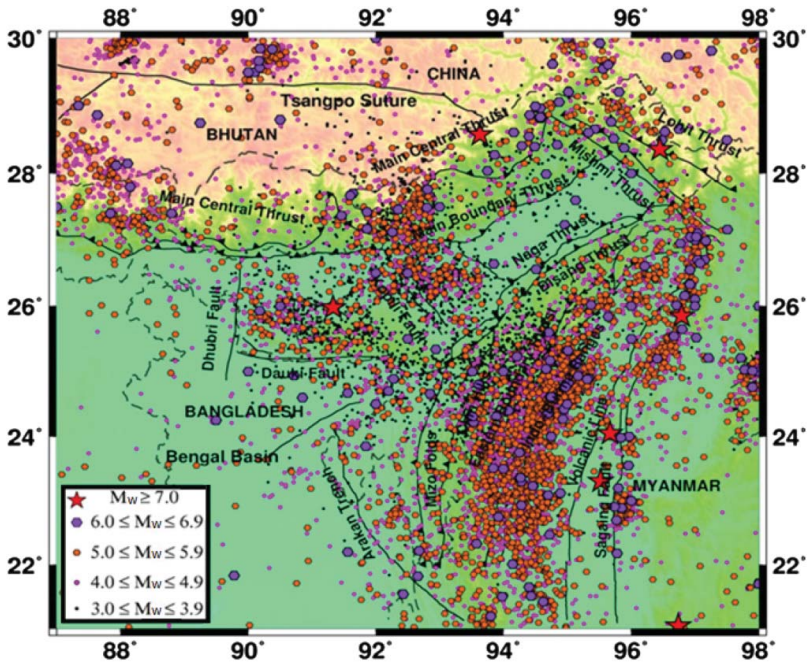 88˚ 90˚ 92˚ 94˚ 96˚ 98˚
30˚
CHINA
Tsangpo Suture
BHUTAN
Main Central Thrust
Lohit Thrust
Mishmi Thrust
28˚
Main Central Thrust
Main Boundary Thrust
Naga Thrust
Disang Thrust
26˚
Dhubri Fault
Dauki Fault
BANGLADESH
24˚
Bengal Basin
Mizo Folds
Volcanic Line
Sagaing Fault
MYANMAR
Arakan Trench
22˚
Mw ≥ 7.0
6.0 ≤ Mw ≤ 6.9
5.0 ≤ Mw ≤ 5.9
4.0 ≤ Mw ≤ 4.9
3.0 ≤ Mw ≤ 3.9
88˚ 90˚ 92˚ 94˚ 96˚ 98˚
30˚
28˚
26˚
24˚
22˚